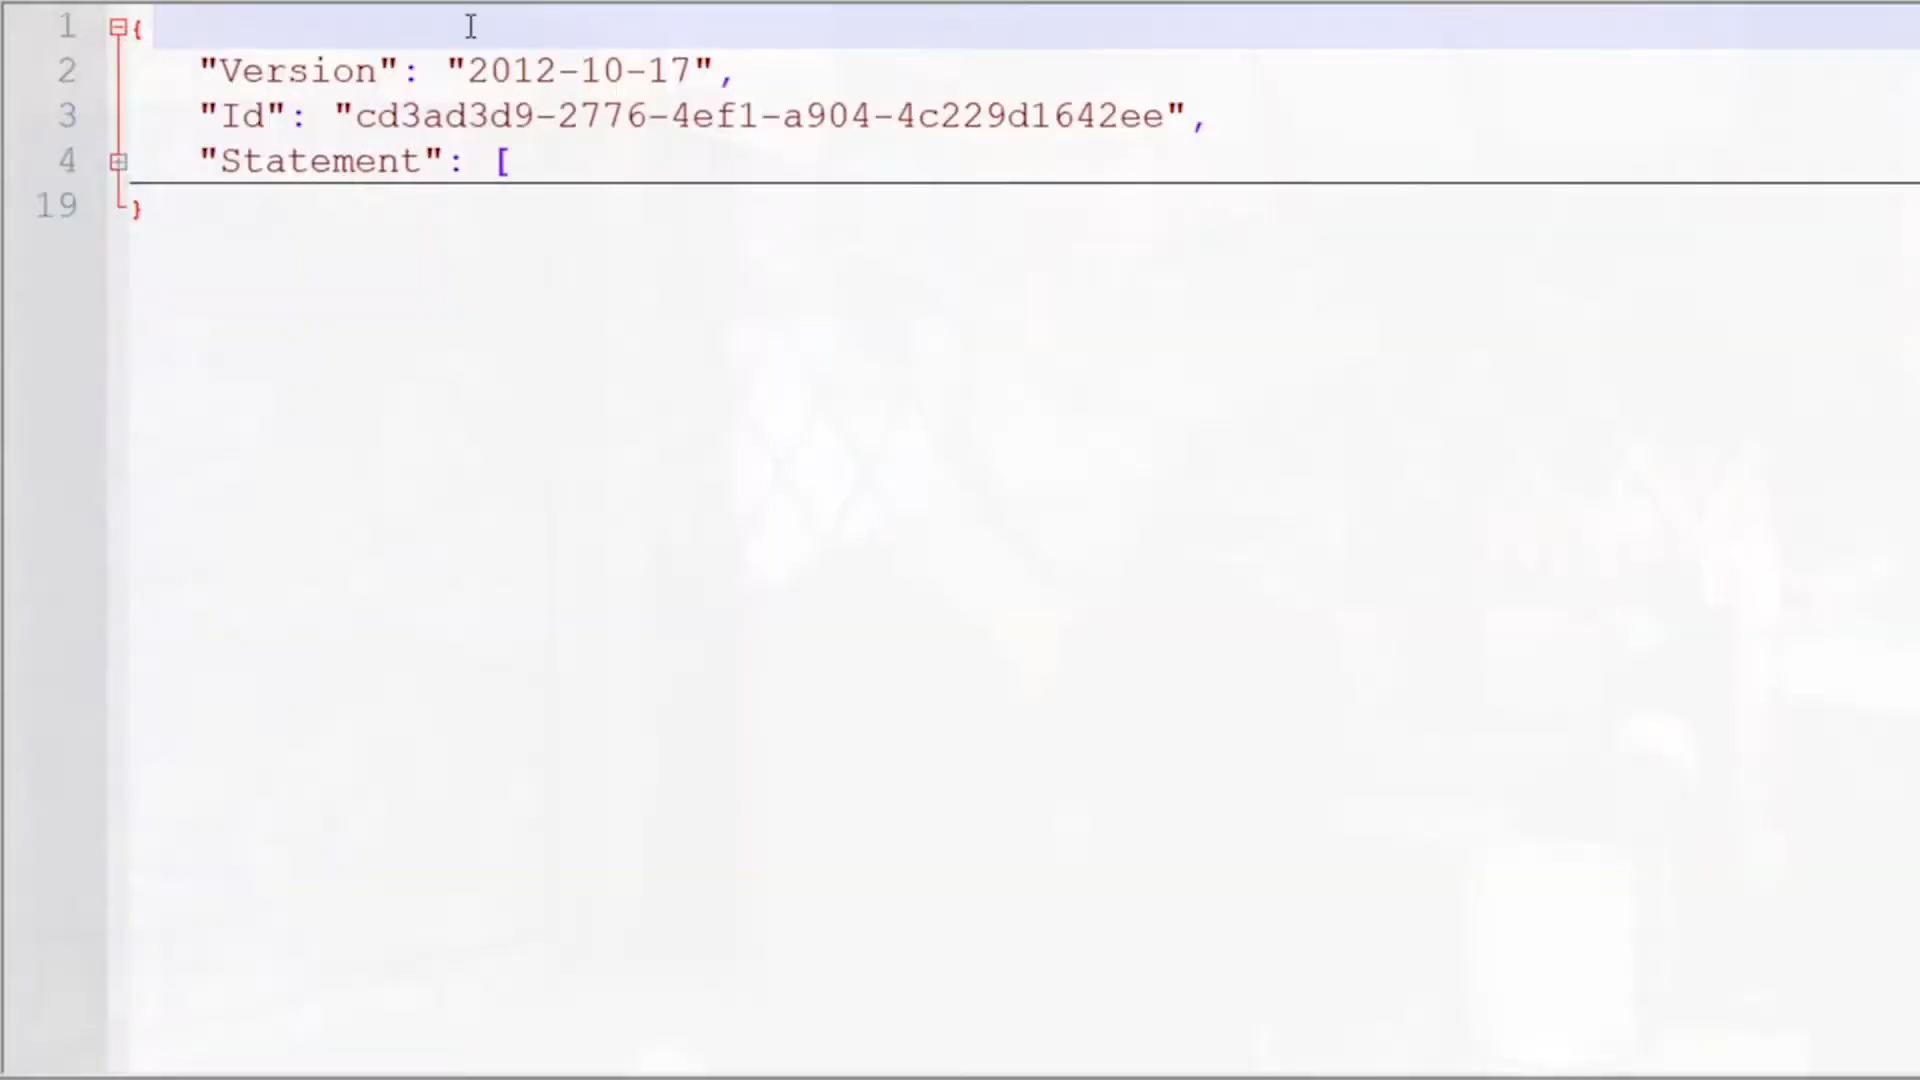 1 {
2 "Version": "2012-10-17",
3 "Id": "cd3ad3d9-2776-4ef1-a904-4c229d1642ee",
4 "Statement": [
19 }